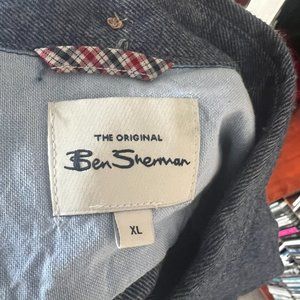 THE ORIGINAL
Ben Sherman
XL